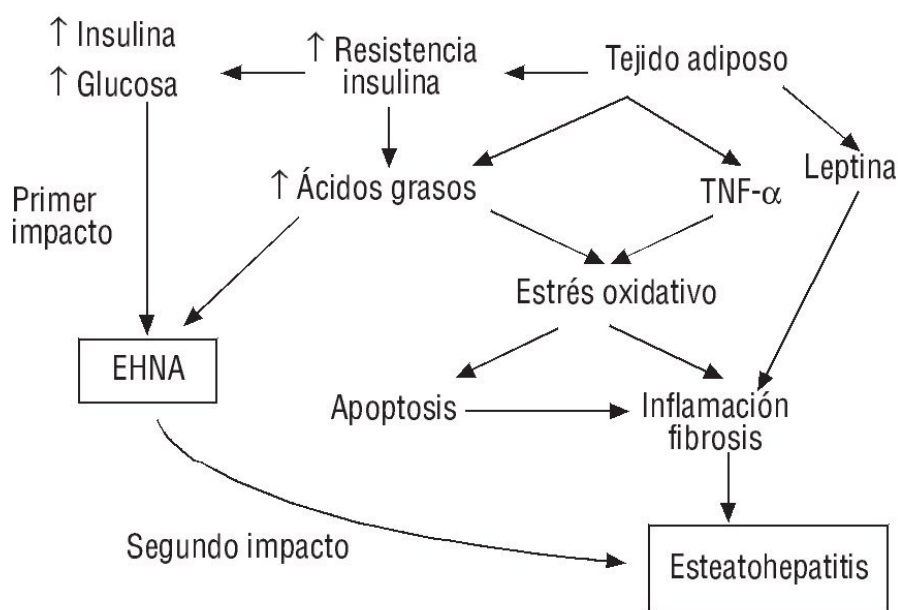 ↑ Insulina
↑ Glucosa
↑ Resistencia
insulina
Tejido adiposo
Primer
impacto
↑ Ácidos grasos
TNF-α
Leptina
Estrés oxidativo
EHNA
Apoptosis
Inflamación
fibrosis
Segundo impacto
Esteatohepatitis